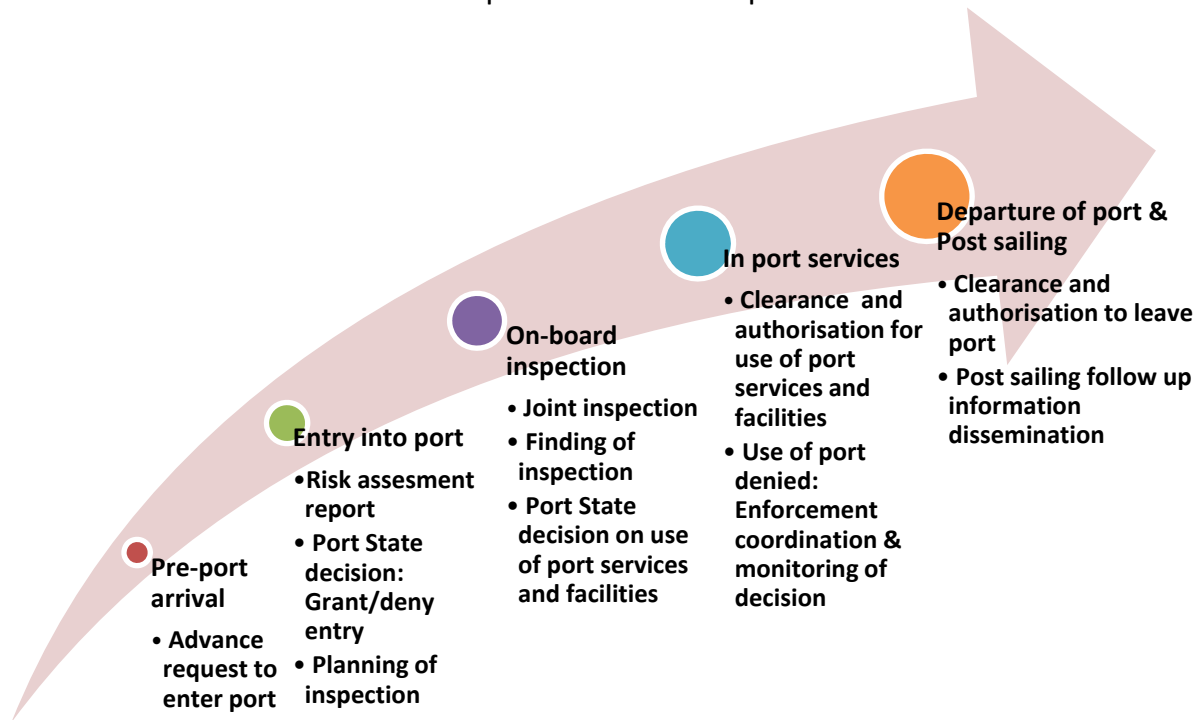 Pre-port
arrival
• Advance
request to
enter port
Entry into port
•Risk assesment
report
• Port State
decision:
Grant/deny
entry
• Planning of
inspection
On-board
inspection
• Joint inspection
• Finding of
inspection
• Port State
decision on use
of port services
and facilities
In port services
• Clearance and
authorisation for
use of port
services and
facilities
• Use of port
denied:
Enforcement
coordination &
monitoring of
decision
Departure of port &
Post sailing
• Clearance and
authorisation to leave
port
• Post sailing follow up
information
dissemination